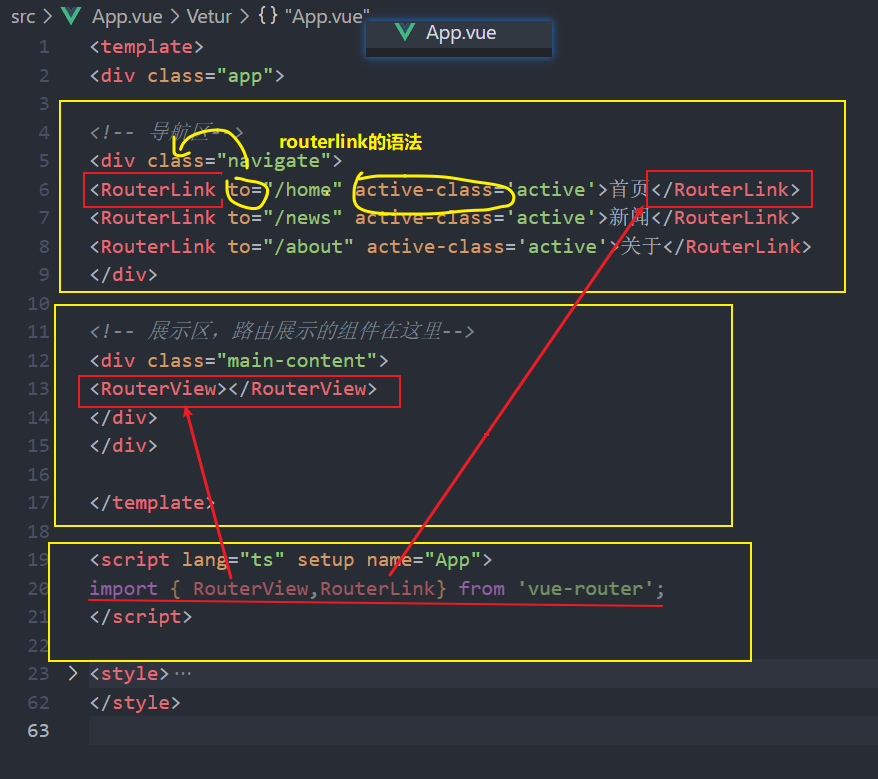 src > App.vue > Vetur > {} "App.vue"
App.vue
1 <template>
2 <div class="app">
3
4 <!-- 导航区-->
routerlink的语法
5 <div class="navigate">
6 <RouterLink to="/home" active-class='active'>首页</RouterLink>
7 <RouterLink to="/news" active-class='active'>新闻</RouterLink>
8 <RouterLink to="/about" active-class='active'>关于</RouterLink>
9 </div>
10
11 <!-- 展示区，路由展示的组件在这里-->
12 <div class="main-content">
13 <RouterView></RouterView>
14 </div>
15 </div>
16
17 </template>
18
19 <script lang="ts" setup name="App">
20 import { RouterView,RouterLink} from 'vue-router';
21 </script>
22
23 > <style>…
62 </style>
63